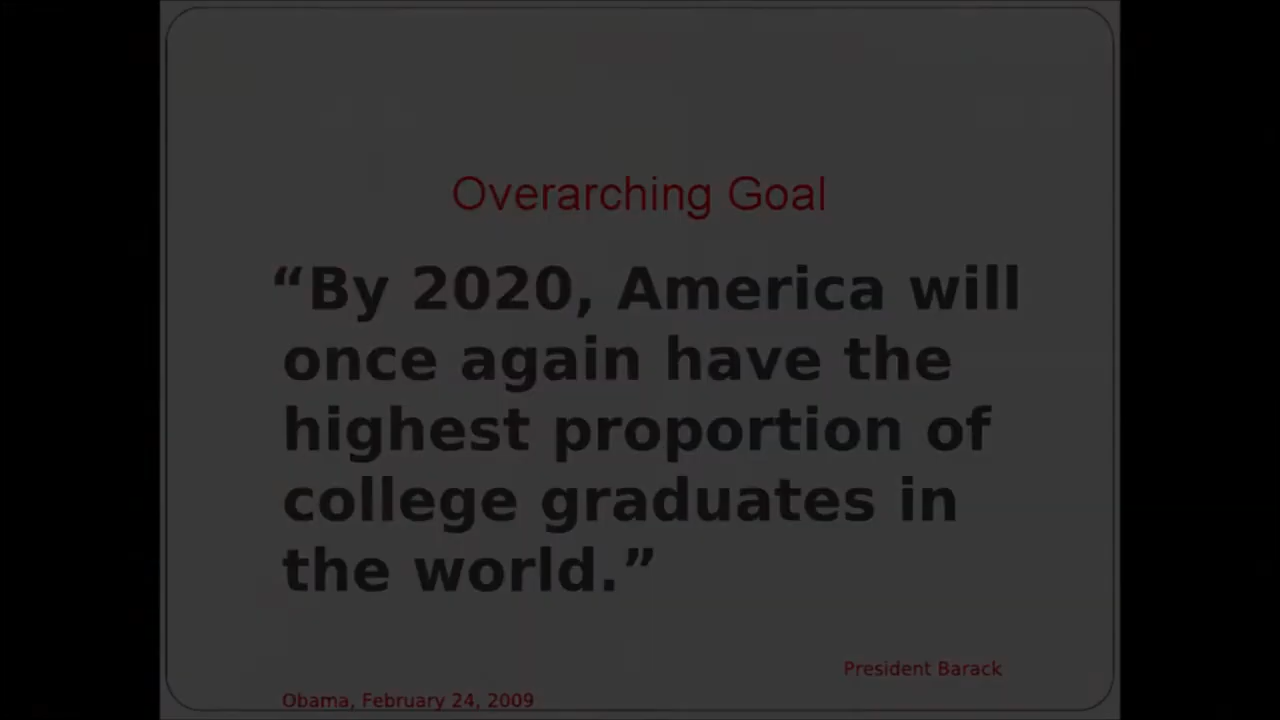 Overarching Goal
“By 2020, America will
once again have the
highest proportion of
college graduates in
the world.”
President Barack
Obama, February 24, 2009